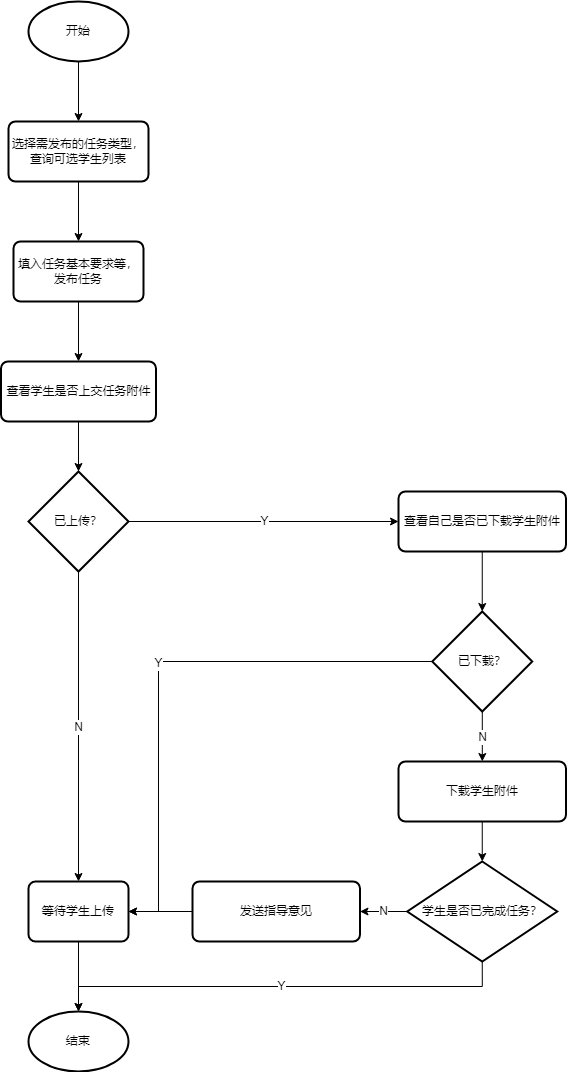 开始
选择需发布的任务类型，
查询可选学生列表
填入任务基本要求等，
发布任务
查看学生是否上交任务附件
已上传？
Y
查看自己是否已下载学生附件
已下载？
Y
N
N
下载学生附件
等待学生上传
发送指导意见
N
学生是否已完成任务？
Y
结束